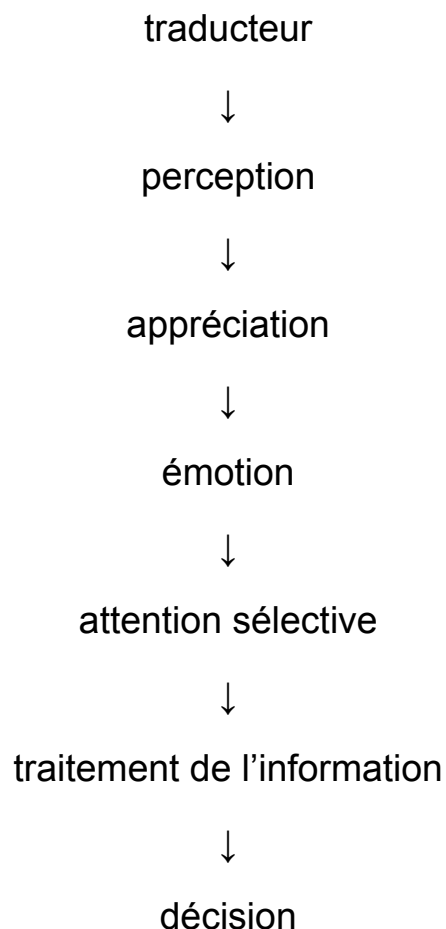 traducteur
↓
perception
↓
appréciation
↓
émotion
↓
attention sélective
↓
traitement de l’information
↓
décision